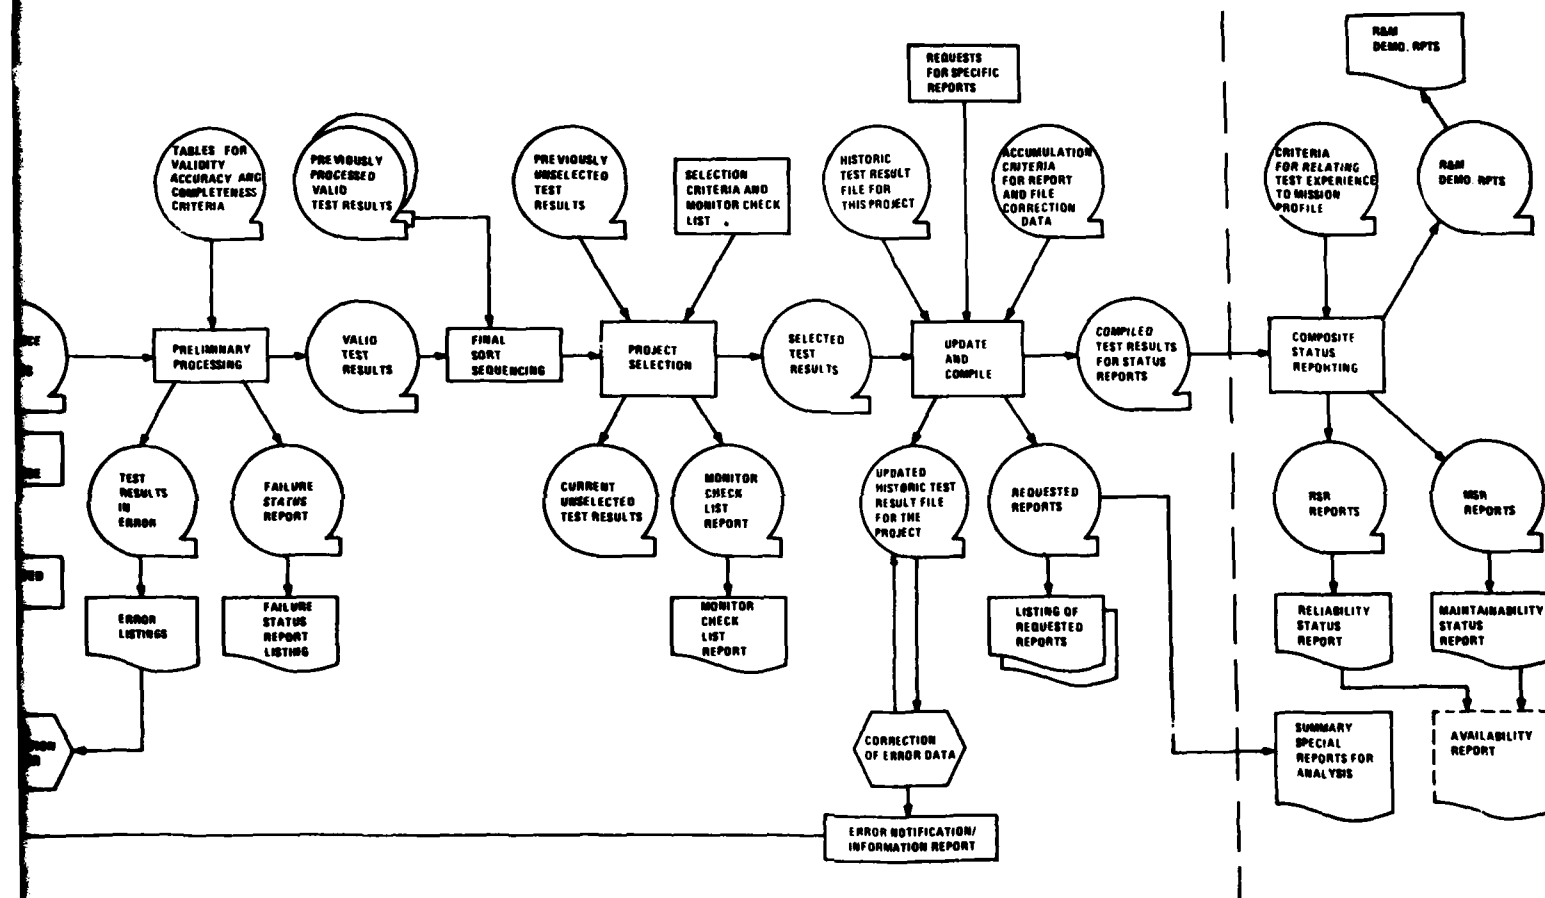 R&M
DEMO. RPTS
REQUESTS
FOR SPECIFIC
REPORTS
TABLES FOR
VALIDITY
ACCURACY AND
COMPLETENESS
CRITERIA
PREVIOUSLY
PROCESSED
VALID
TEST RESULTS
PREVIOUSLY
UNSELECTED
TEST
RESULTS
SELECTION
CRITERIA AND
MONITOR CHECK
LIST .
HISTORIC
TEST RESULT
FILE FOR
THIS PROJECT
ACCUMULATION
CRITERIA
FOR REPORT
AND FILE
CORRECTION
DATA
CRITERIA
FOR RELATING
TEST EXPERIENCE
TO MISSION
PROFILE
R&M
DEMO. RPTS
PRELIMINARY
PROCESSING
VALID
TEST
RESULTS
FINAL
SORT
SEQUENCING
PROJECT
SELECTION
SELECTED
TEST
RESULTS
UPDATE
AND
COMPILE
COMPILED
TEST RESULTS
FOR STATUS
REPORTS
COMPOSITE
STATUS
REPORTING
TEST
RESULTS
IN
ERROR
FAILURE
STATUS
REPORT
CURRENT
UNSELECTED
TEST RESULTS
MONITOR
CHECK
LIST
REPORT
UPDATED
HISTORIC TEST
RESULT FILE
FOR THE
PROJECT
REQUESTED
REPORTS
RSR
REPORTS
MSR
REPORTS
ERROR
LISTINGS
FAILURE
STATUS
REPORT
LISTING
MONITOR
CHECK
LIST
REPORT
LISTING OF
REQUESTED
REPORTS
RELIABILITY
STATUS
REPORT
MAINTAINABILITY
STATUS
REPORT
CORRECTION
OF ERROR DATA
SUMMARY
SPECIAL
REPORTS FOR
ANALYSIS
AVAILABILITY
REPORT
ERROR NOTIFICATION/
INFORMATION REPORT